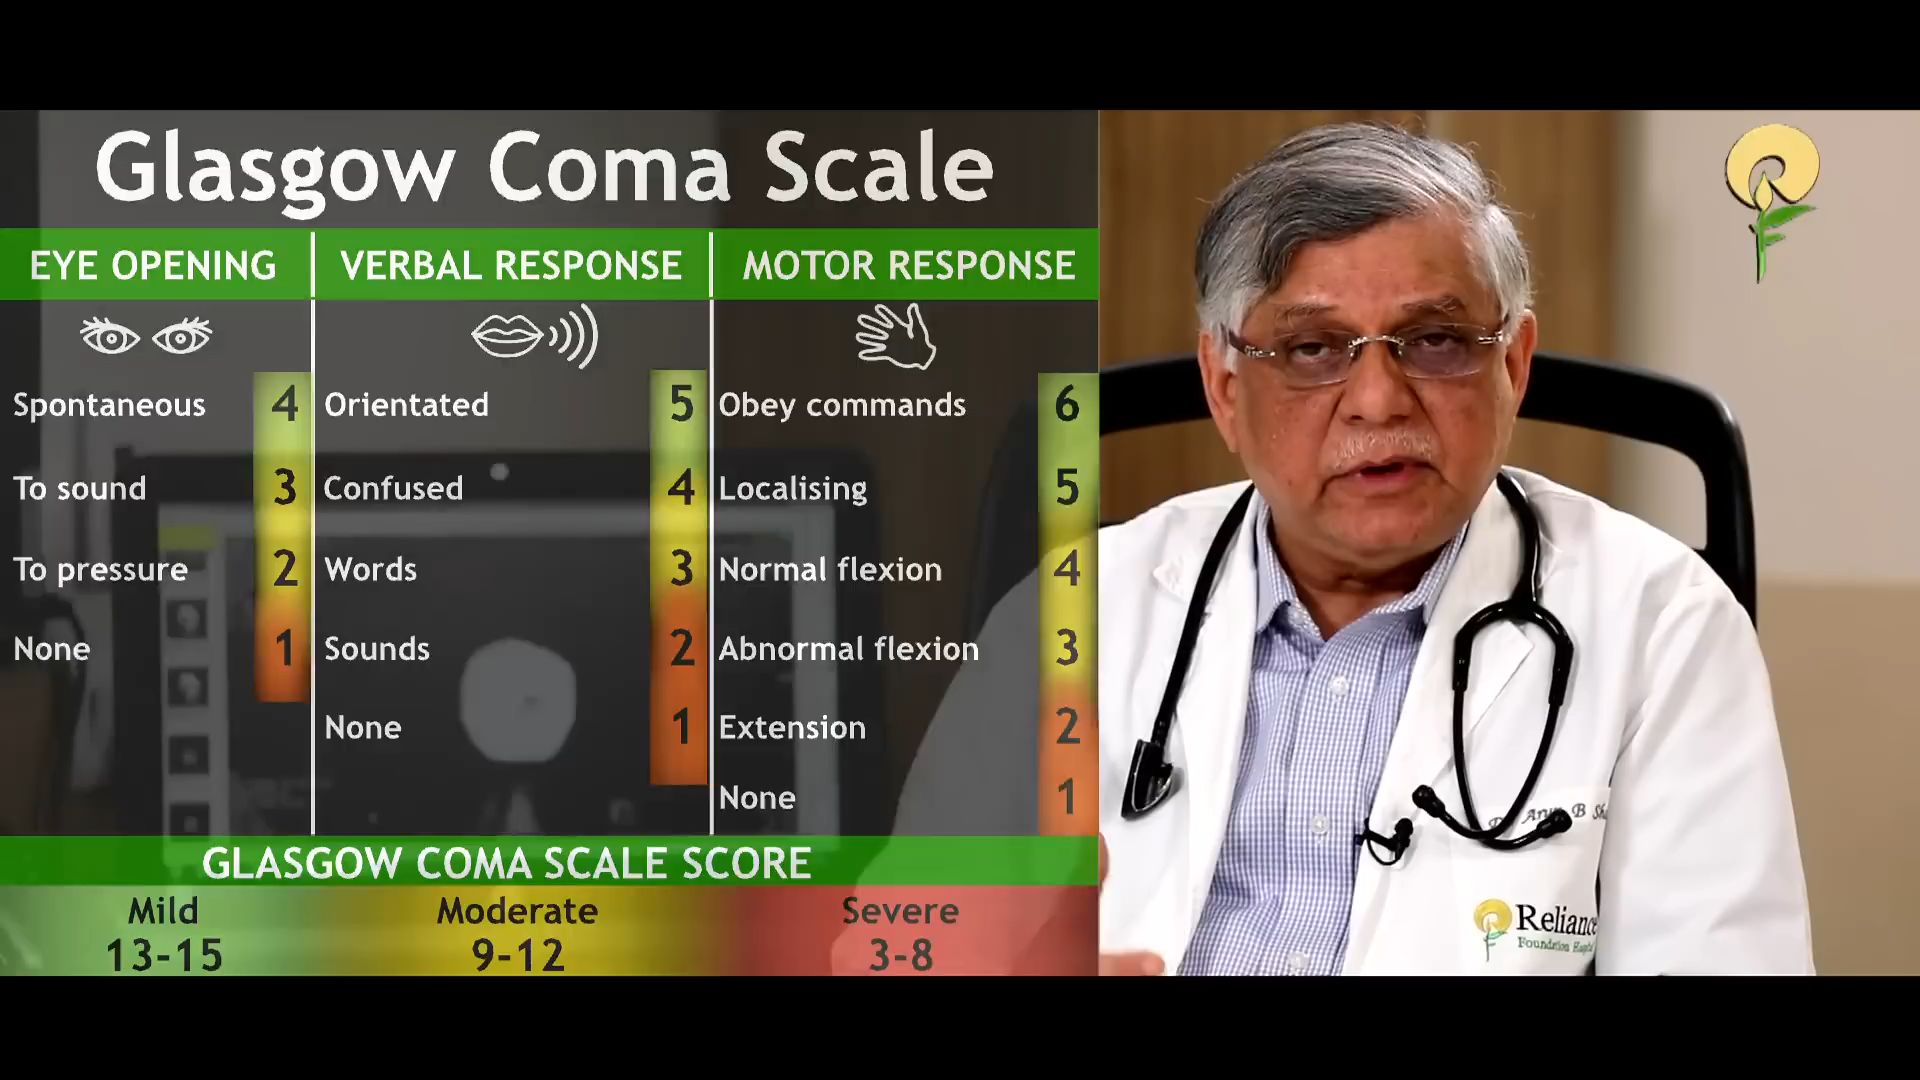 Glasgow Coma Scale
EYE OPENING
VERBAL RESPONSE
MOTOR RESPONSE
Spontaneous 4
To sound 3
To pressure 2
None 1
Orientated 5
Confused 4
Words 3
Sounds 2
None 1
Obey commands 6
Localising 5
Normal flexion 4
Abnormal flexion 3
Extension 2
None 1
GLASGOW COMA SCALE SCORE
Mild
13-15
Moderate
9-12
Severe
3-8
B
Reliance
Foundation